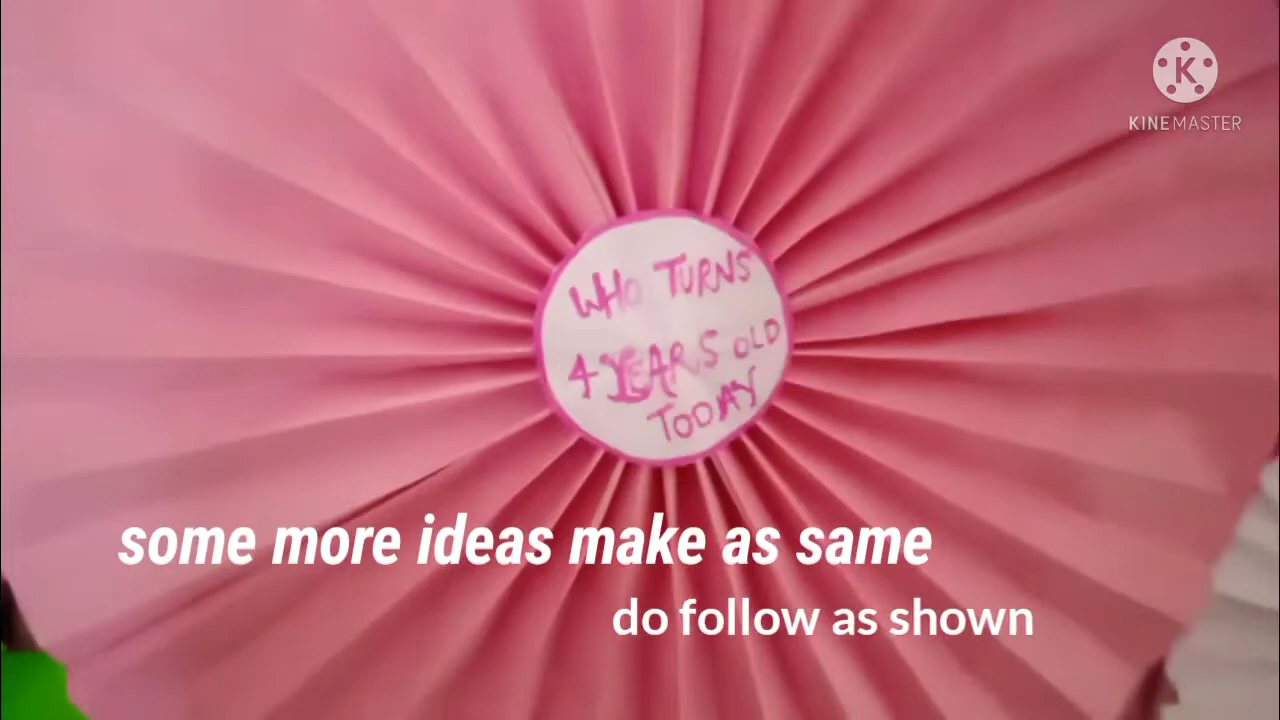 KINEMASTER
WHO TURNS
4 YEARS OLD
TODAY
some more ideas make as same
do follow as shown